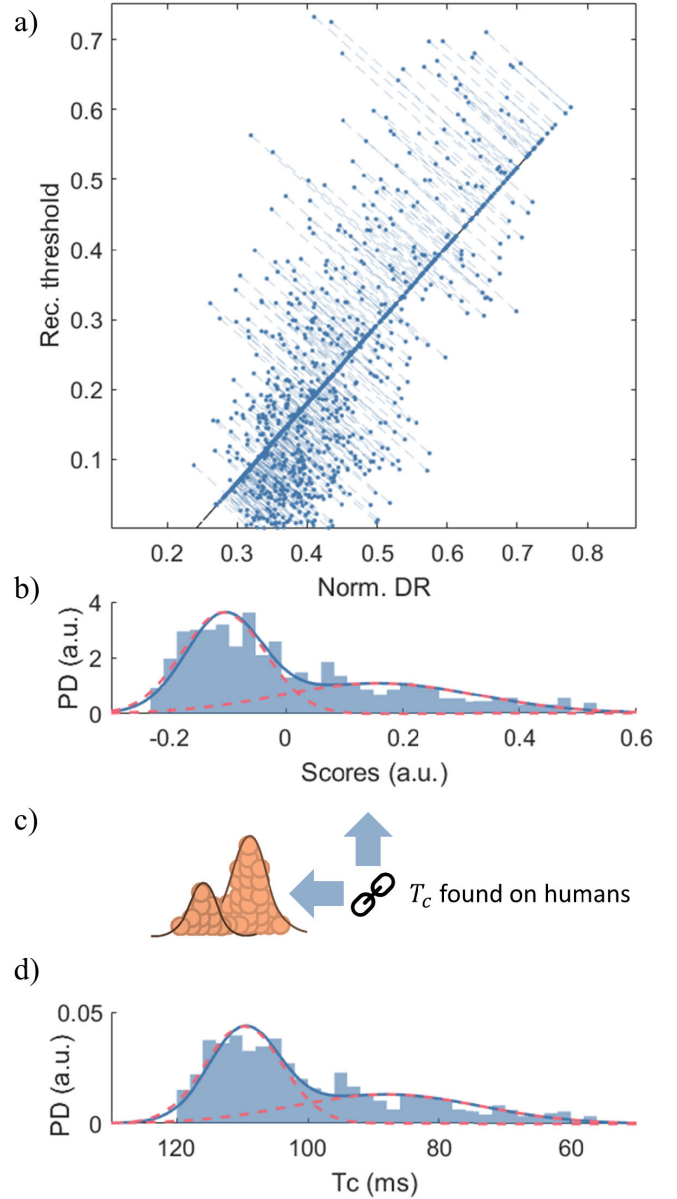 a)
0.7
0.6
0.5
0.4
0.3
0.2
0.1
Rec. threshold
0.2 0.3 0.4 0.5 0.6 0.7 0.8
Norm. DR
b)
4
2
0
PD (a.u.)
-0.2 0 0.2 0.4 0.6
Scores (a.u.)
c)
T_c found on humans
d)
0.05
0
PD (a.u.)
120 100 80 60
Tc (ms)